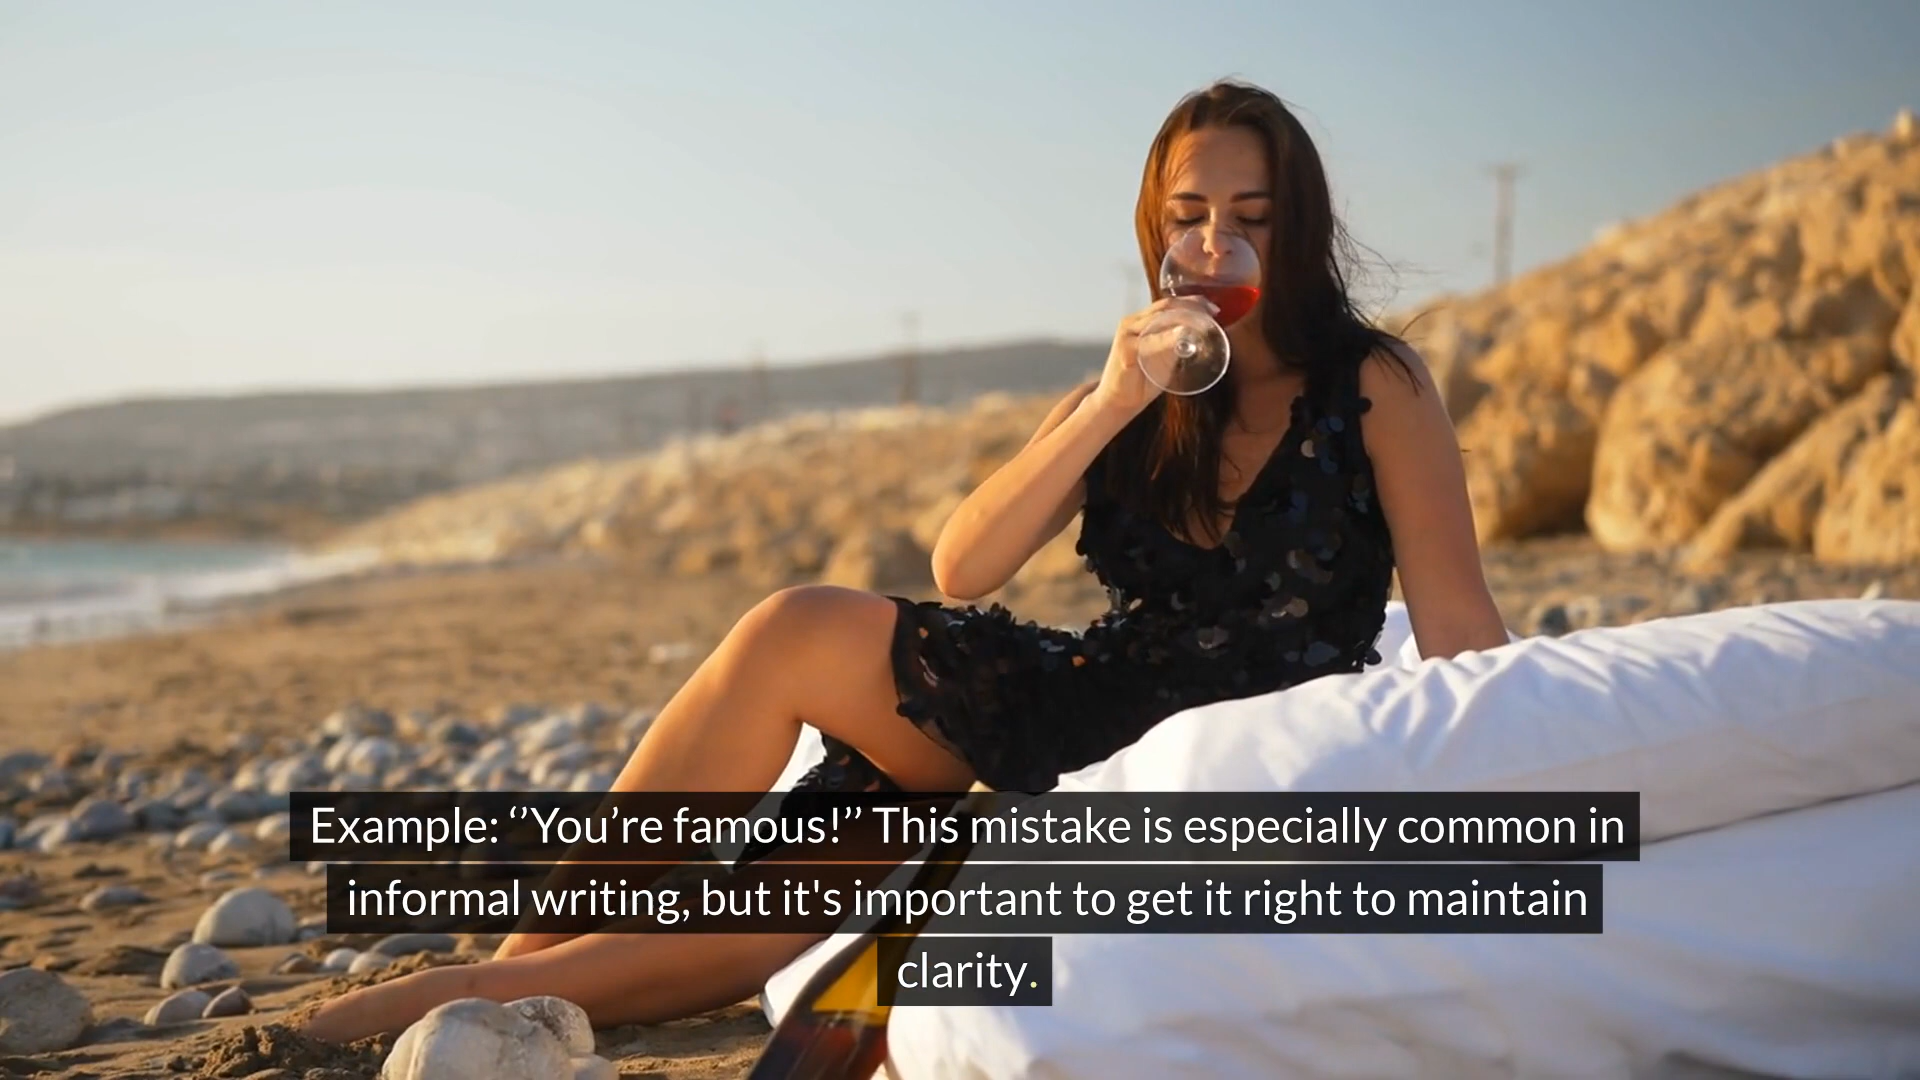 Example: ‘’You’re famous!’’ This mistake is especially common in
informal writing, but it's important to get it right to maintain
clarity.